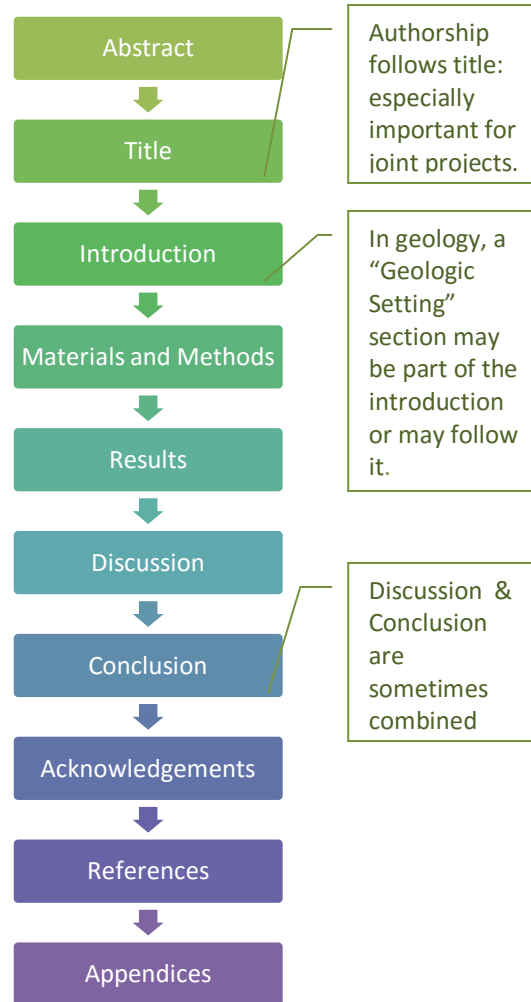 Abstract
Authorship
follows title:
especially
important for
joint projects.
Title
Introduction
In geology, a
“Geologic
Setting”
section may
be part of the
introduction
or may follow
it.
Materials and Methods
Results
Discussion
Discussion &
Conclusion
are
sometimes
combined
Conclusion
Acknowledgements
References
Appendices